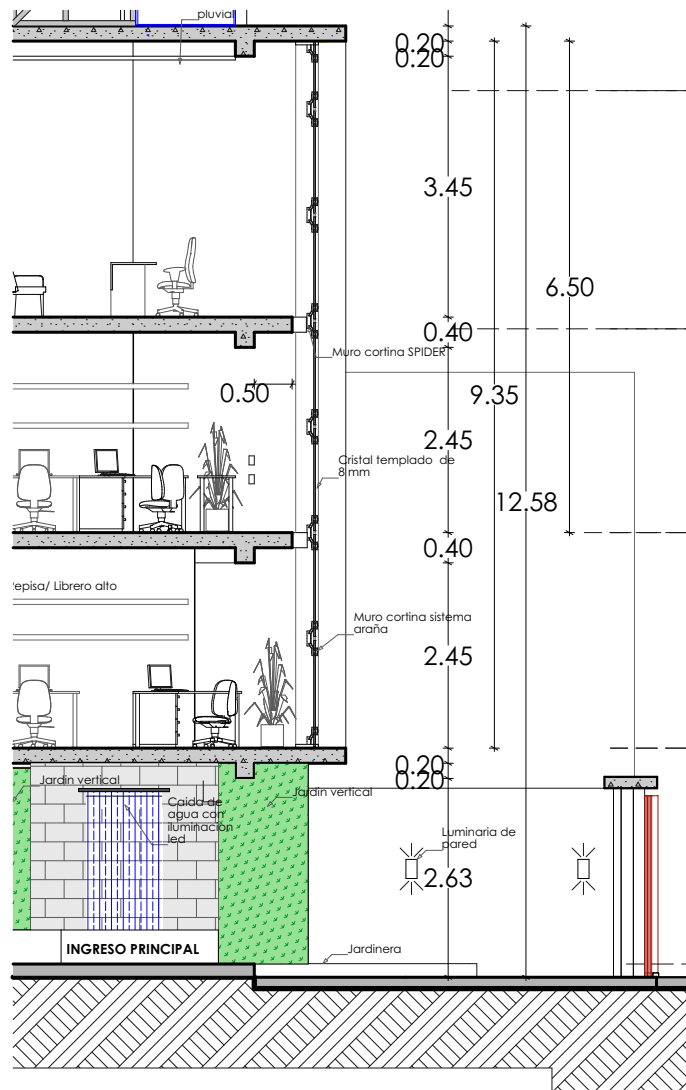 pluvial
0.20
0.20
3.45
6.50
0.40
Muro cortina SPIDER
0.50
9.35
2.45
Cristal templado de
8 mm
12.58
0.40
episa/ Librero alto
Muro cortina sistema
araña
2.45
0.20
0.20
Jardin vertical
Jardin vertical
Caida de
agua con
iluminacion
led
Luminaria de
pared
2.63
INGRESO PRINCIPAL
Jardinera